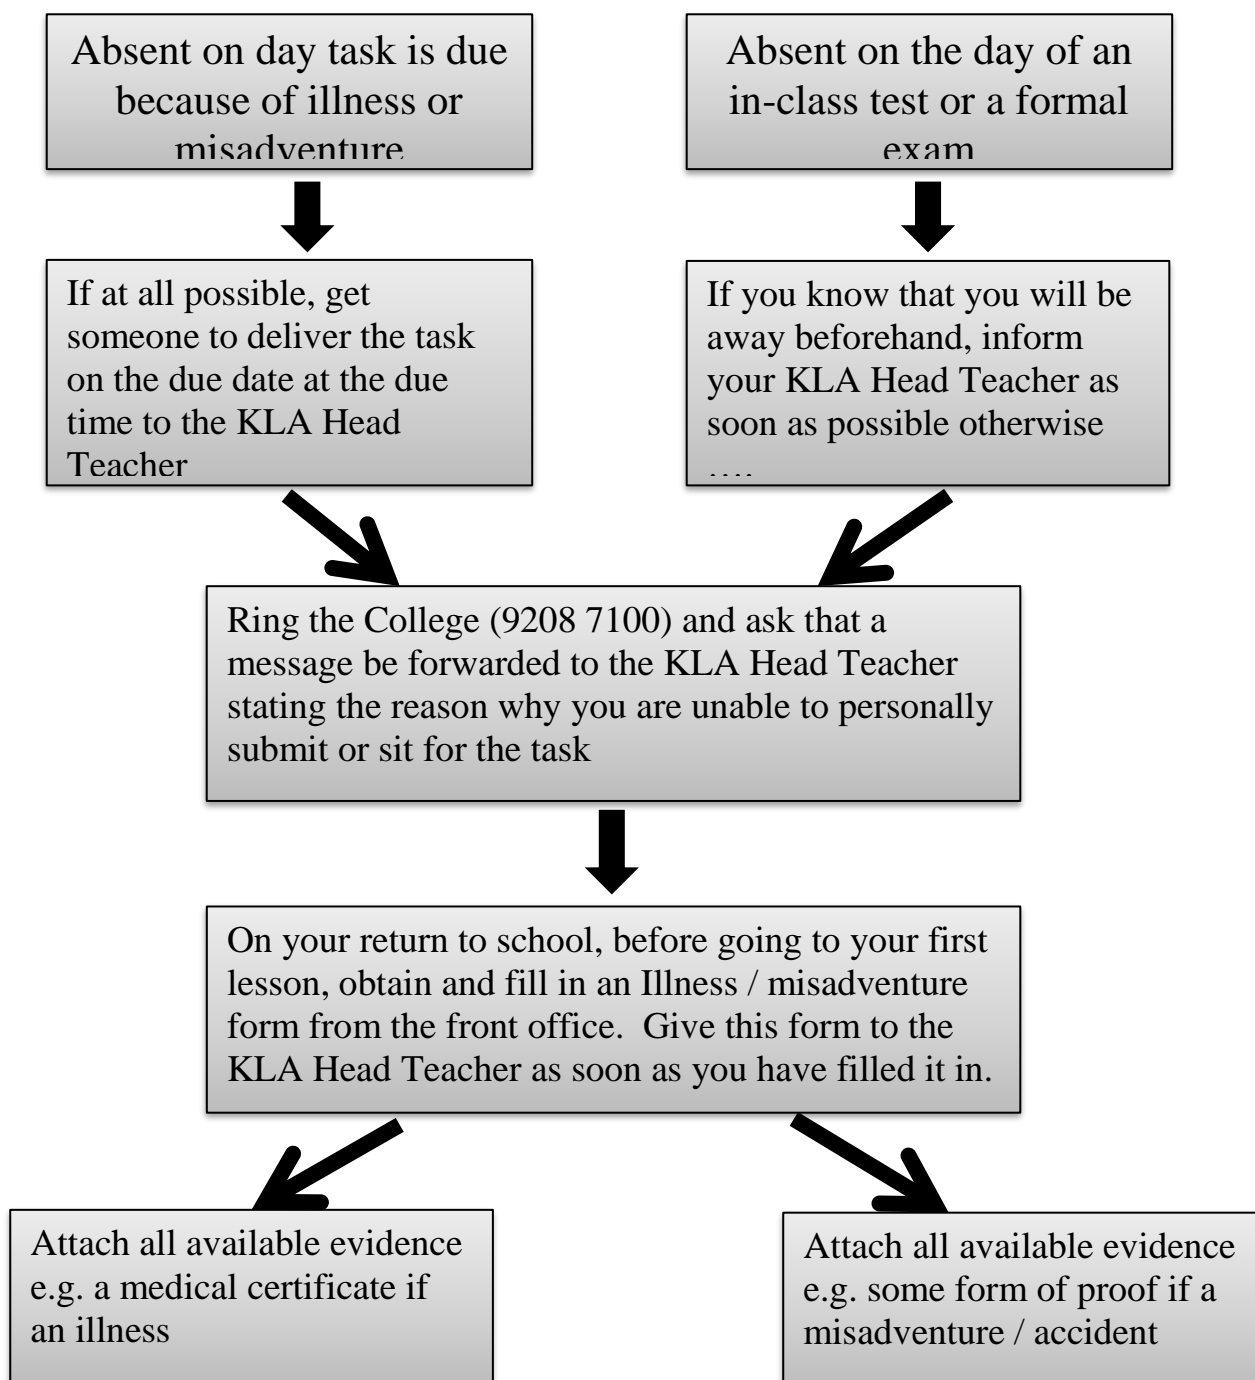 Absent on day task is due
because of illness or
misadventure
Absent on the day of an
in-class test or a formal
exam
If at all possible, get
someone to deliver the task
on the due date at the due
time to the KLA Head
Teacher
If you know that you will be
away beforehand, inform
your KLA Head Teacher as
soon as possible otherwise
….
Ring the College (9208 7100) and ask that a
message be forwarded to the KLA Head Teacher
stating the reason why you are unable to personally
submit or sit for the task
On your return to school, before going to your first
lesson, obtain and fill in an Illness / misadventure
form from the front office.  Give this form to the
KLA Head Teacher as soon as you have filled it in.
Attach all available evidence
e.g. a medical certificate if
an illness
Attach all available evidence
e.g. some form of proof if a
misadventure / accident